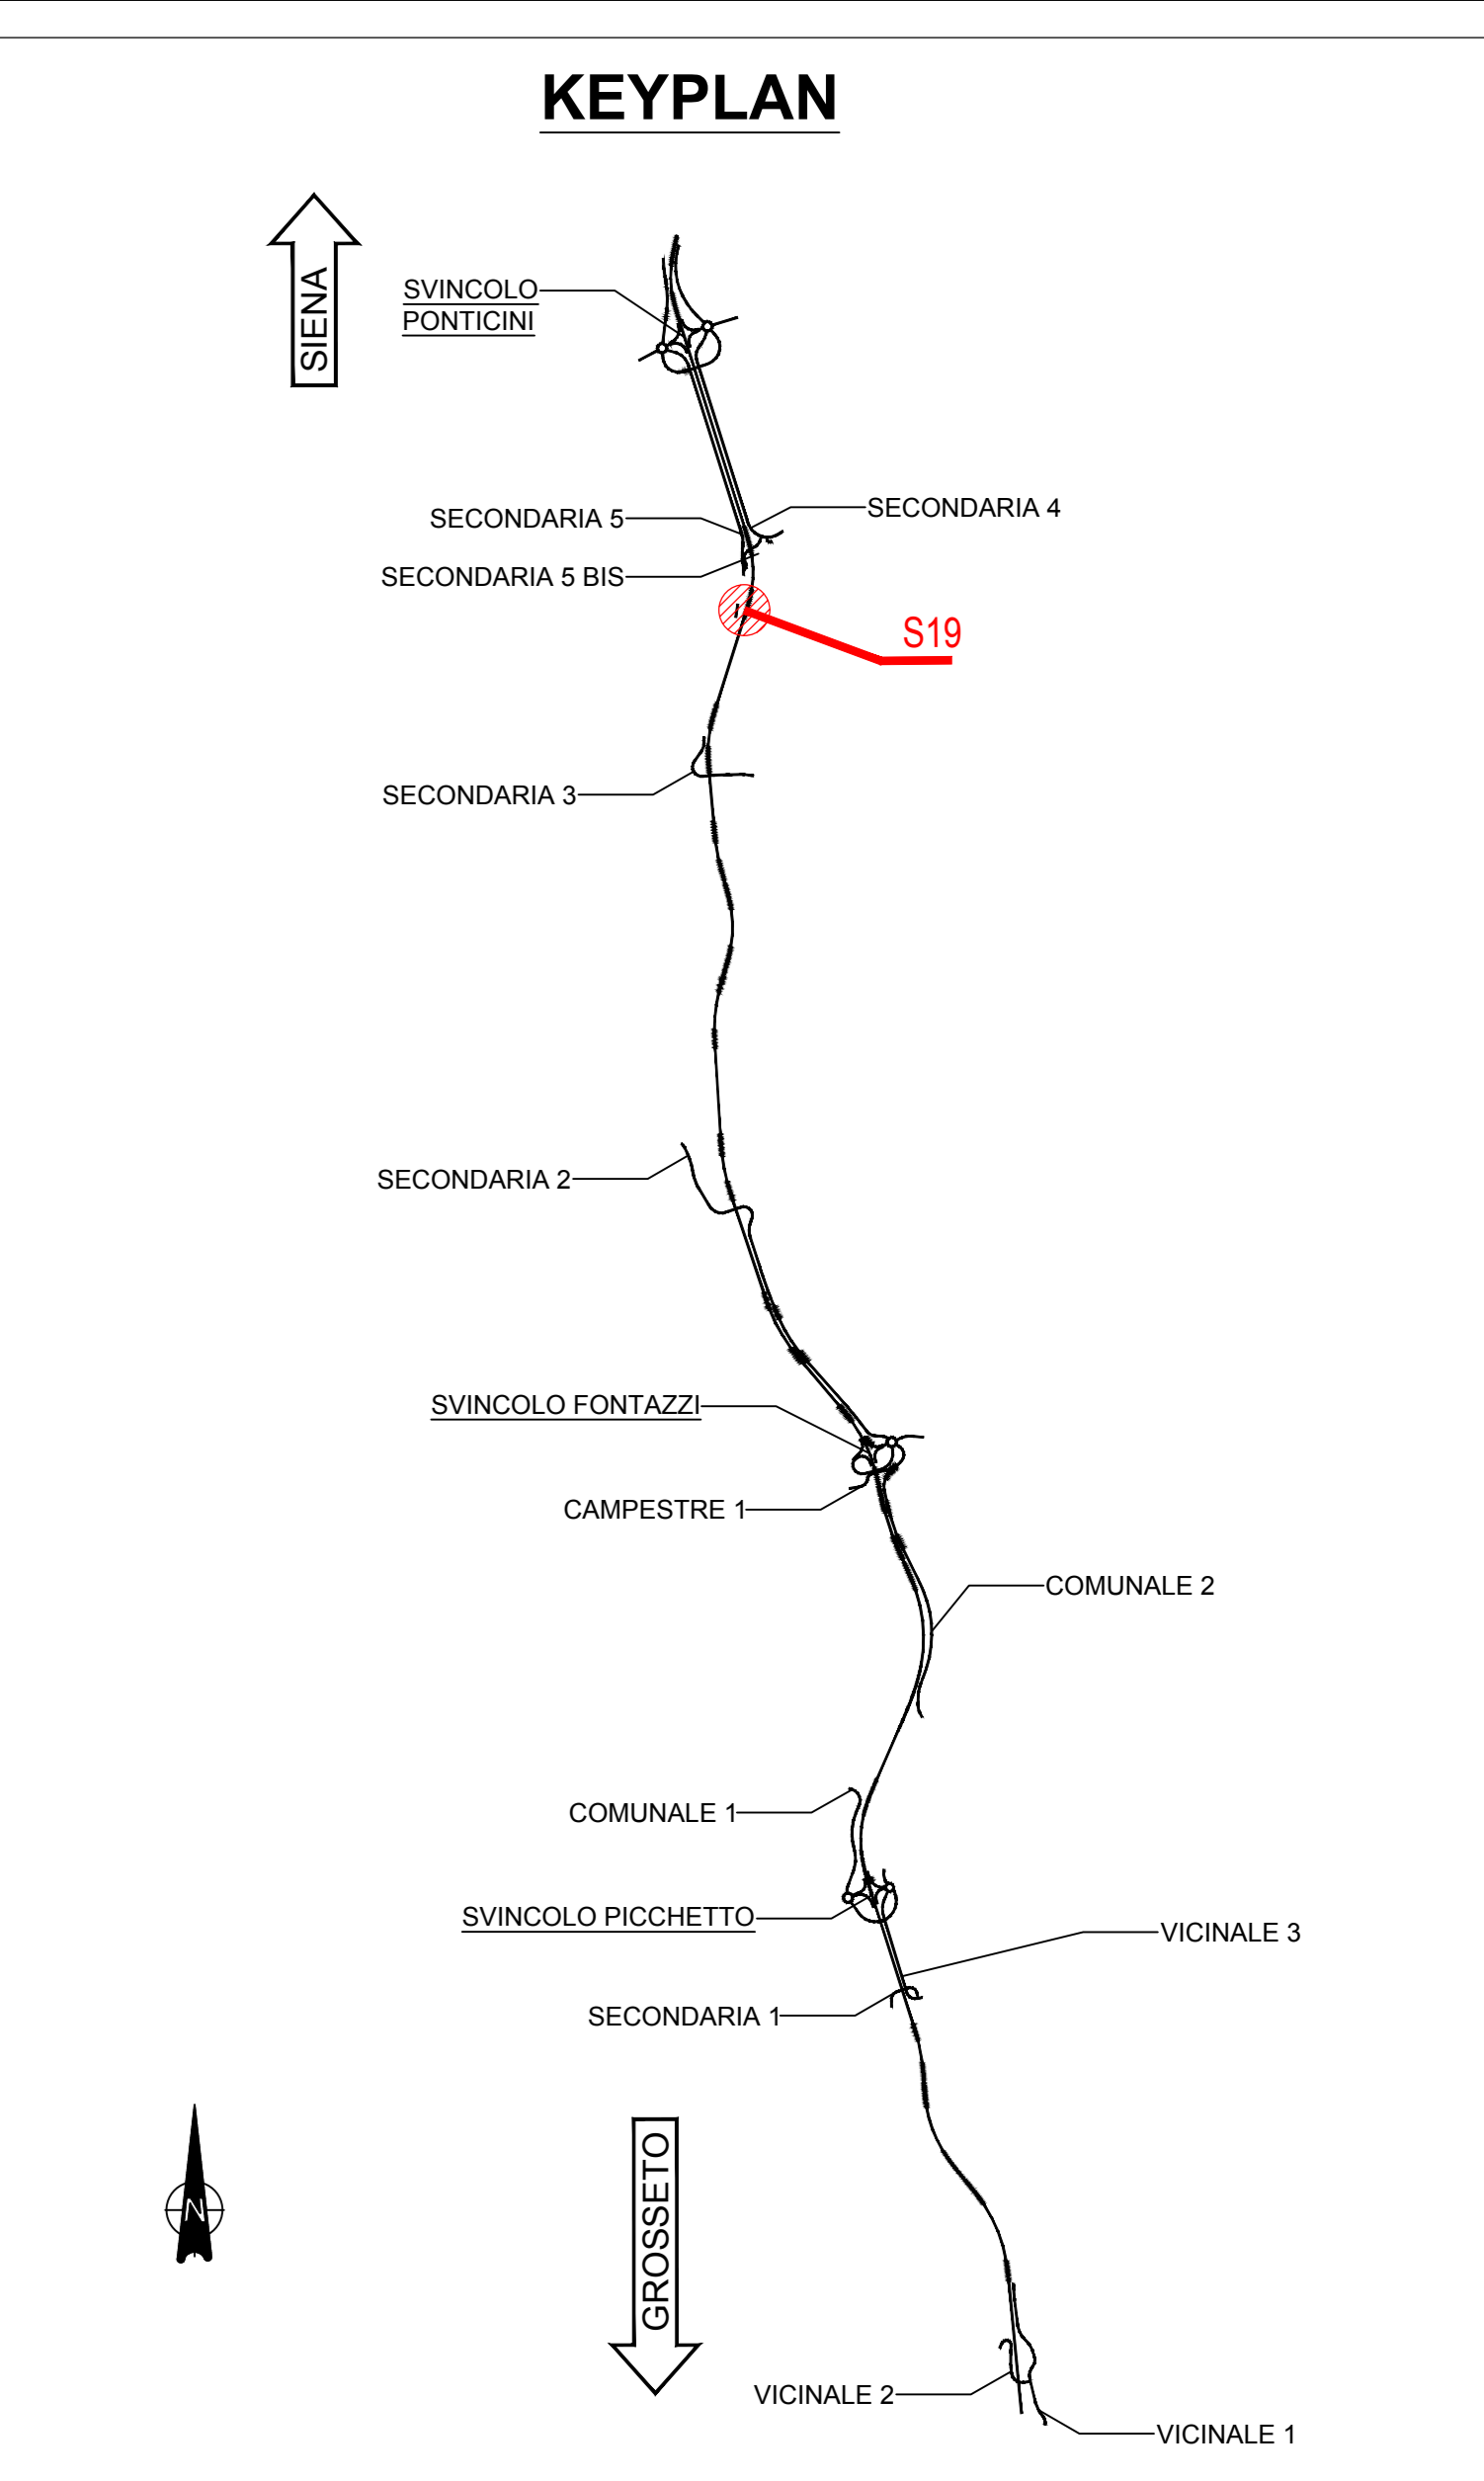 KEYPLAN
SIENA
SVINCOLO
PONTICINI
SECONDARIA 4
SECONDARIA 5
SECONDARIA 5 BIS
S19
SECONDARIA 3
SECONDARIA 2
SVINCOLO FONTAZZI
CAMPESTRE 1
COMUNALE 2
COMUNALE 1
SVINCOLO PICCHETTO
VICINALE 3
SECONDARIA 1
N
GROSSETO
VICINALE 2
VICINALE 1